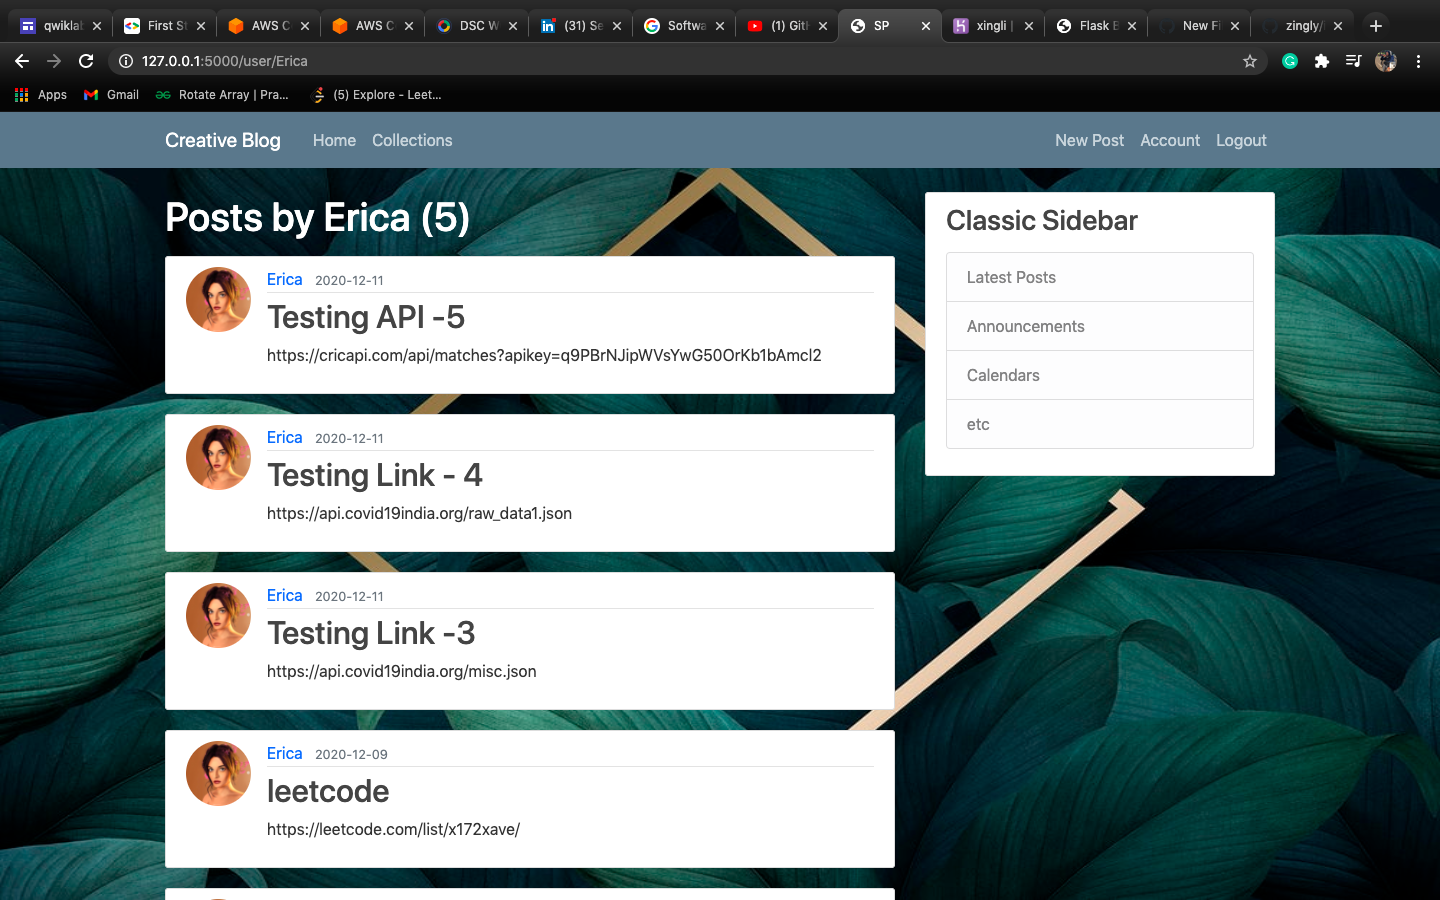 qwikla
First St
AWS C
AWS C
DSC W
(31) Se
Softwa
(1) Git
SP
xingli |
Flask B
New Fi
zingly/
127.0.0.1:5000/user/Erica
Apps
Gmail
Rotate Array | Pra...
(5) Explore - Leet...
Creative Blog
Home
Collections
New Post
Account
Logout
Posts by Erica (5)
Erica 2020-12-11
Testing API -5
https://cricapi.com/api/matches?apikey=q9PBrNJipWVsYwG50OrKb1bAmcl2
Erica 2020-12-11
Testing Link - 4
https://api.covid19india.org/raw_data1.json
Erica 2020-12-11
Testing Link -3
https://api.covid19india.org/misc.json
Erica 2020-12-09
leetcode
https://leetcode.com/list/x172xave/
Classic Sidebar
Latest Posts
Announcements
Calendars
etc